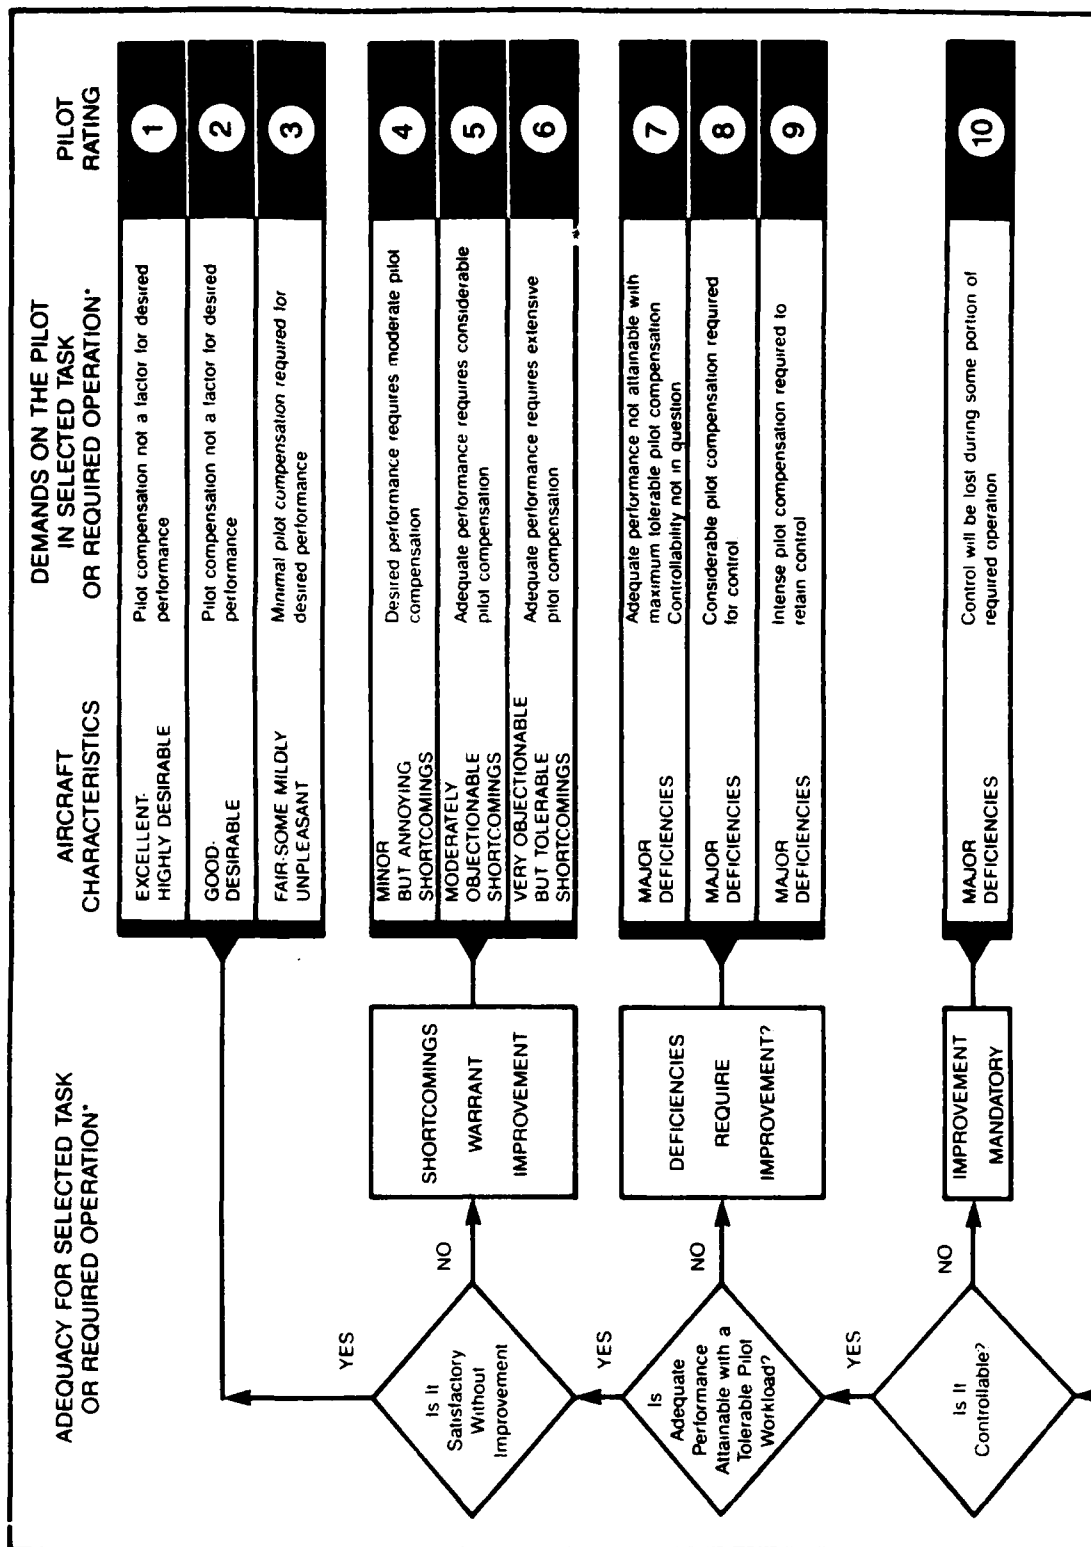 ADEQUACY FOR SELECTED TASK
OR REQUIRED OPERATION*
AIRCRAFT
CHARACTERISTICS
DEMANDS ON THE PILOT
IN SELECTED TASK
OR REQUIRED OPERATION*
PILOT
RATING
YES
EXCELLENT-
HIGHLY DESIRABLE
Pilot compensation not a factor for desired
performance
1
GOOD-
DESIRABLE
Pilot compensation not a factor for desired
performance
2
FAIR-SOME MILDLY
UNPLEASANT
Minimal pilot compensation required for
desired performance
3
Is It
Satisfactory
Without
Improvement
NO
SHORTCOMINGS
WARRANT
IMPROVEMENT
MINOR
BUT ANNOYING
SHORTCOMINGS
Desired performance requires moderate pilot
compensation
4
MODERATELY
OBJECTIONABLE
SHORTCOMINGS
Adequate performance requires considerable
pilot compensation
5
VERY OBJECTIONABLE
BUT TOLERABLE
SHORTCOMINGS
Adequate performance requires extensive
pilot compensation
6
YES
Is
Adequate
Performance
Attainable with a
Tolerable Pilot
Workload?
NO
DEFICIENCIES
REQUIRE
IMPROVEMENT?
MAJOR
DEFICIENCIES
Adequate performance not attainable with
maximum tolerable pilot compensation
Controllability not in question
7
MAJOR
DEFICIENCIES
Considerable pilot compensation required
for control
8
MAJOR
DEFICIENCIES
Intense pilot compensation required to
retain control
9
YES
Is It
Controllable?
NO
IMPROVEMENT
MANDATORY
MAJOR
DEFICIENCIES
Control will be lost during some portion of
required operation
10